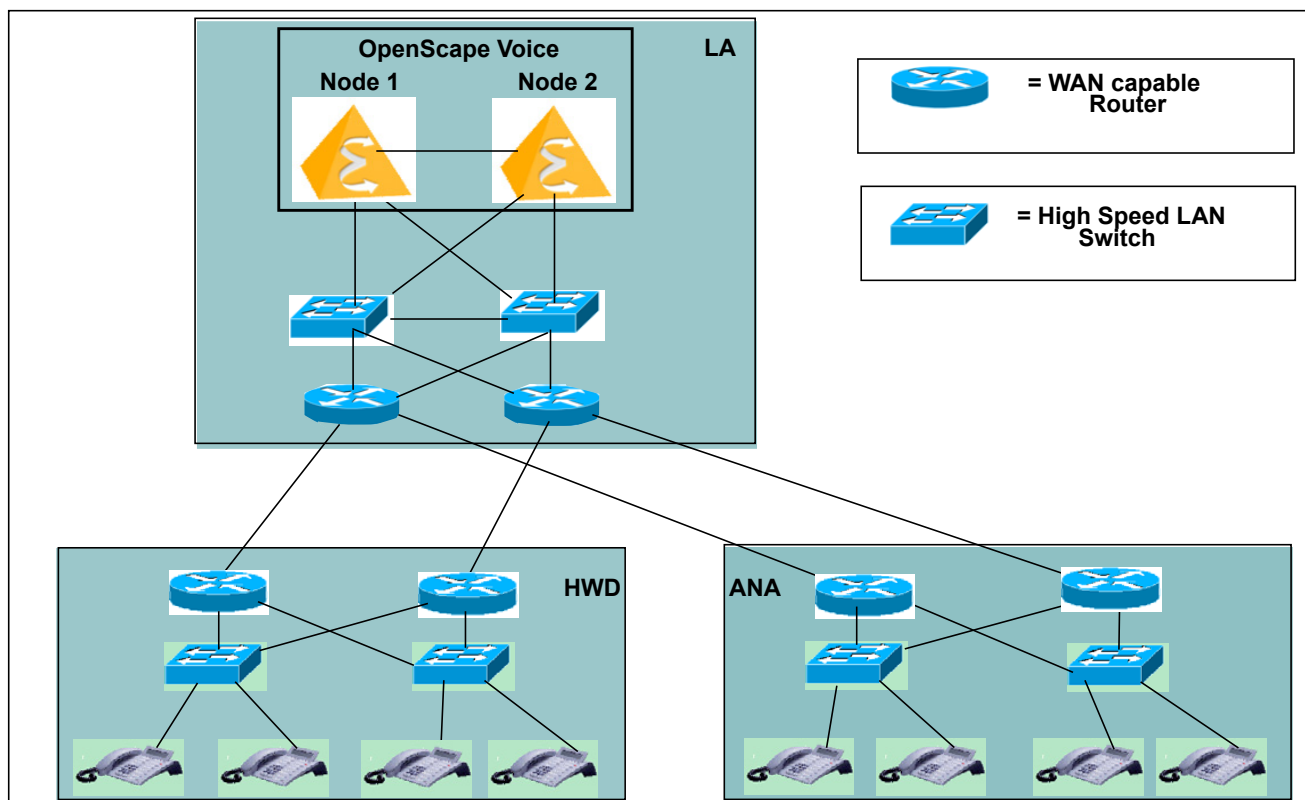 OpenScape Voice
LA
Node 1
Node 2
= WAN capable
Router
= High Speed LAN
Switch
HWD
ANA